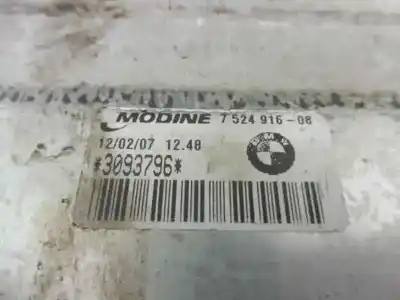 MODINE 7 524 916-08
12/02/07 12.48
BMW
*3093796*